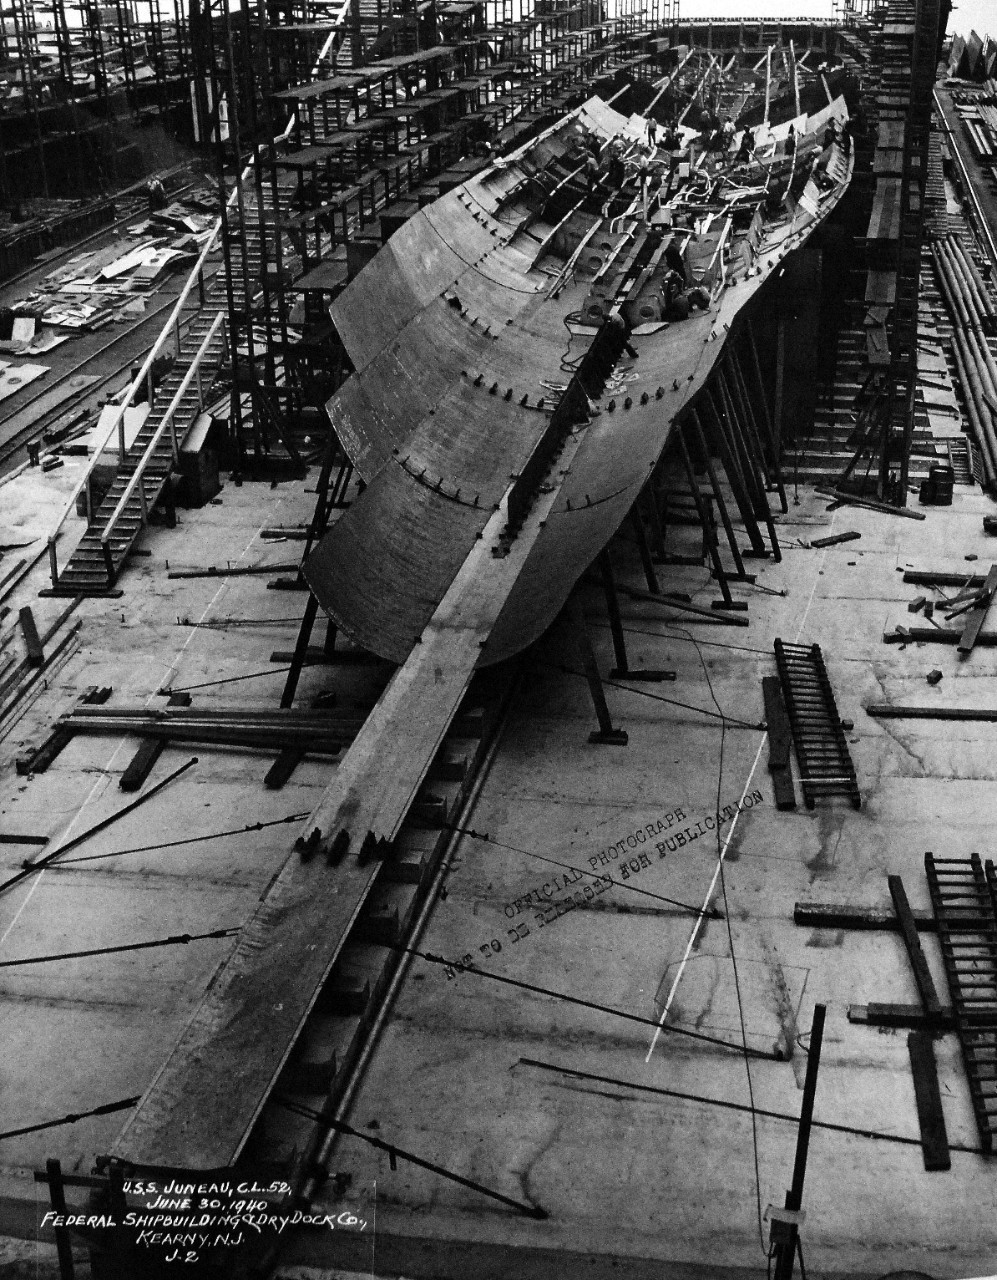 OFFICIAL PHOTOGRAPH
NOT TO BE RELEASED FOR PUBLICATION
U.S.S. JUNEAU, C.L. 52,
JUNE 30, 1940
FEDERAL SHIPBUILDING & DRY DOCK CO.,
KEARNY, N.J.
J-2